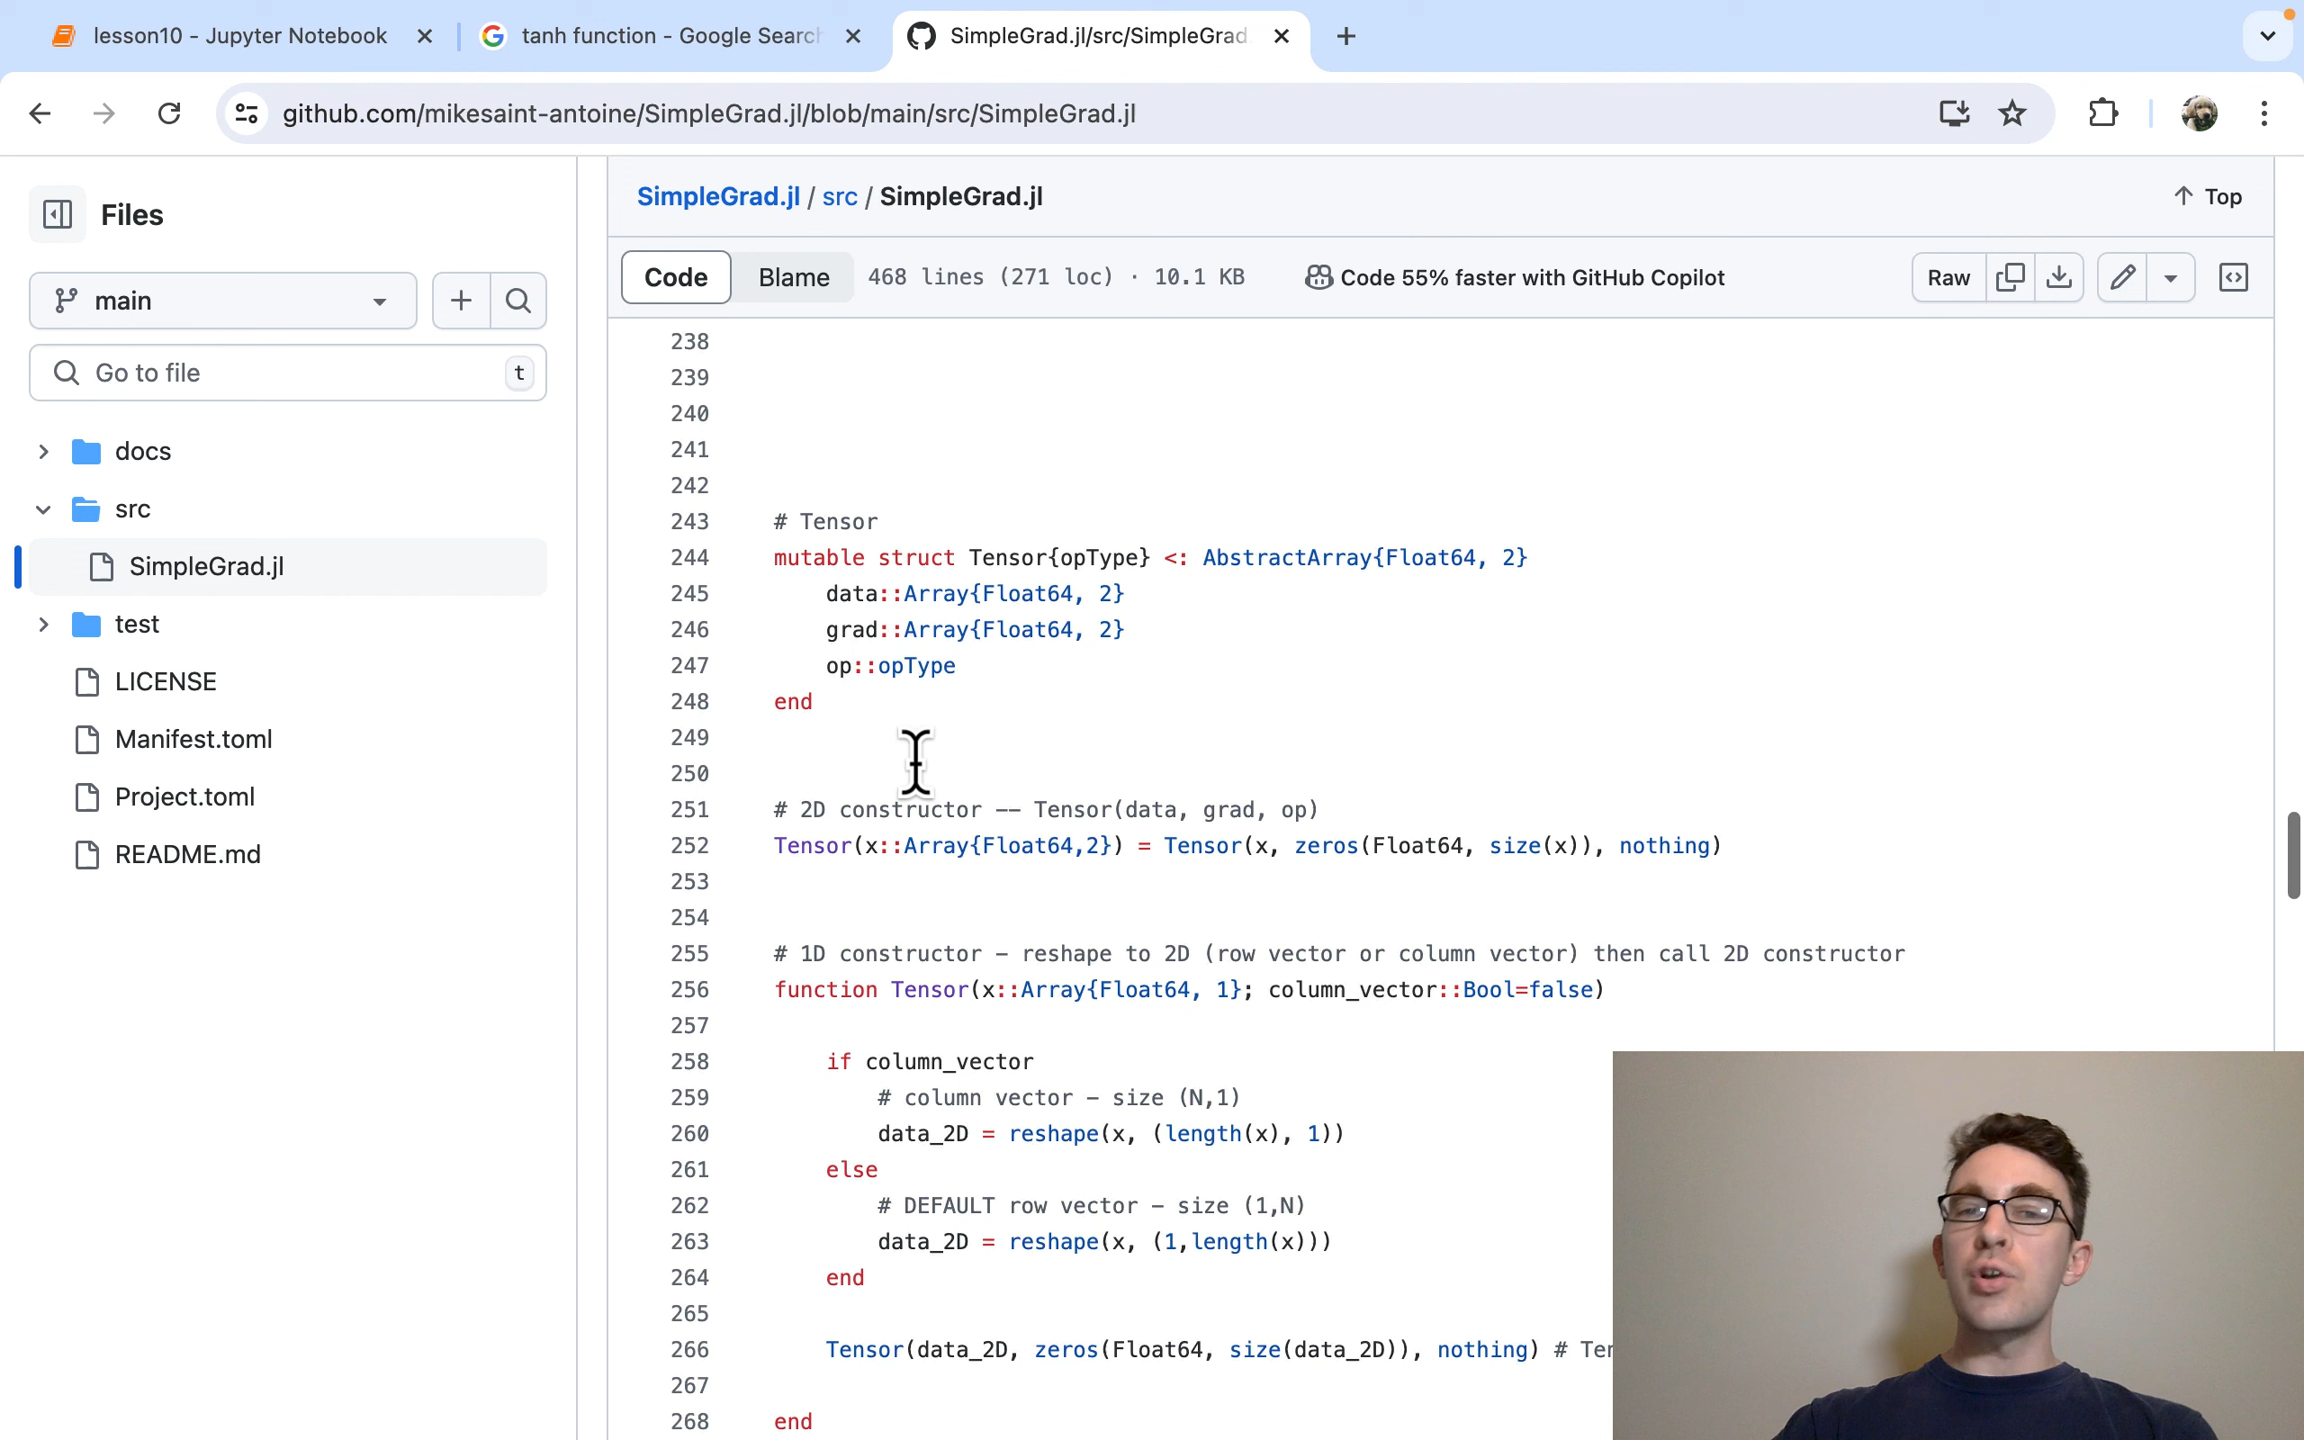 lesson10 - Jupyter Notebook
tanh function - Google Search
SimpleGrad.jl/src/SimpleGrad.
github.com/mikesaint-antoine/SimpleGrad.jl/blob/main/src/SimpleGrad.jl
Files
main
Go to file
t
docs
src
SimpleGrad.jl
test
LICENSE
Manifest.toml
Project.toml
README.md
SimpleGrad.jl / src / SimpleGrad.jl
Top
Code Blame 468 lines (271 loc) · 10.1 KB Code 55% faster with GitHub Copilot Raw
238
239
240
241
242
243 # Tensor
244 mutable struct Tensor{opType} <: AbstractArray{Float64, 2}
245 data::Array{Float64, 2}
246 grad::Array{Float64, 2}
247 op::opType
248 end
249
250
251 # 2D constructor -- Tensor(data, grad, op)
252 Tensor(x::Array{Float64,2}) = Tensor(x, zeros(Float64, size(x)), nothing)
253
254
255 # 1D constructor - reshape to 2D (row vector or column vector) then call 2D constructor
256 function Tensor(x::Array{Float64, 1}; column_vector::Bool=false)
257
258 if column_vector
259 # column vector - size (N,1)
260 data_2D = reshape(x, (length(x), 1))
261 else
262 # DEFAULT row vector - size (1,N)
263 data_2D = reshape(x, (1,length(x)))
264 end
265
266 Tensor(data_2D, zeros(Float64, size(data_2D)), nothing) # Ten
267
268 end